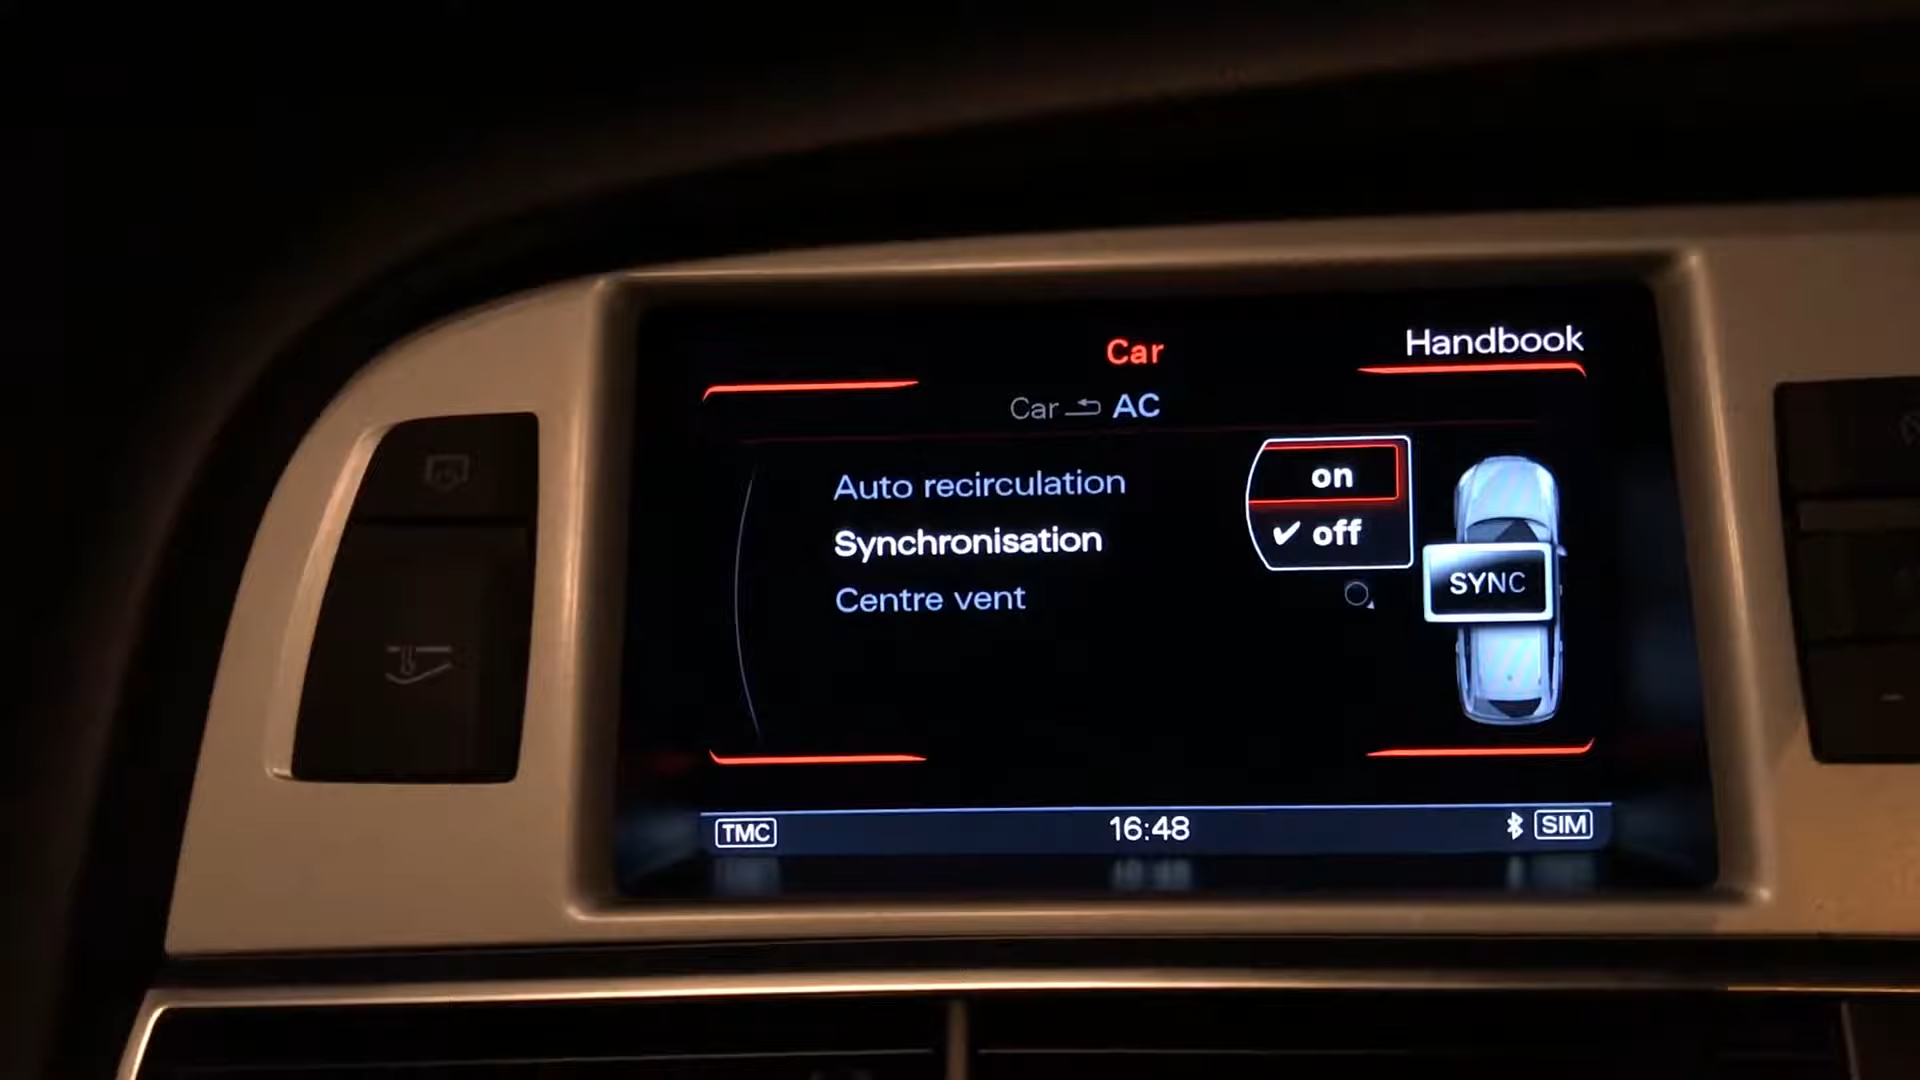 Car
Handbook
Car AC
Auto recirculation
on
Synchronisation
off
Centre vent
SYNC
TMC
16:48
SIM